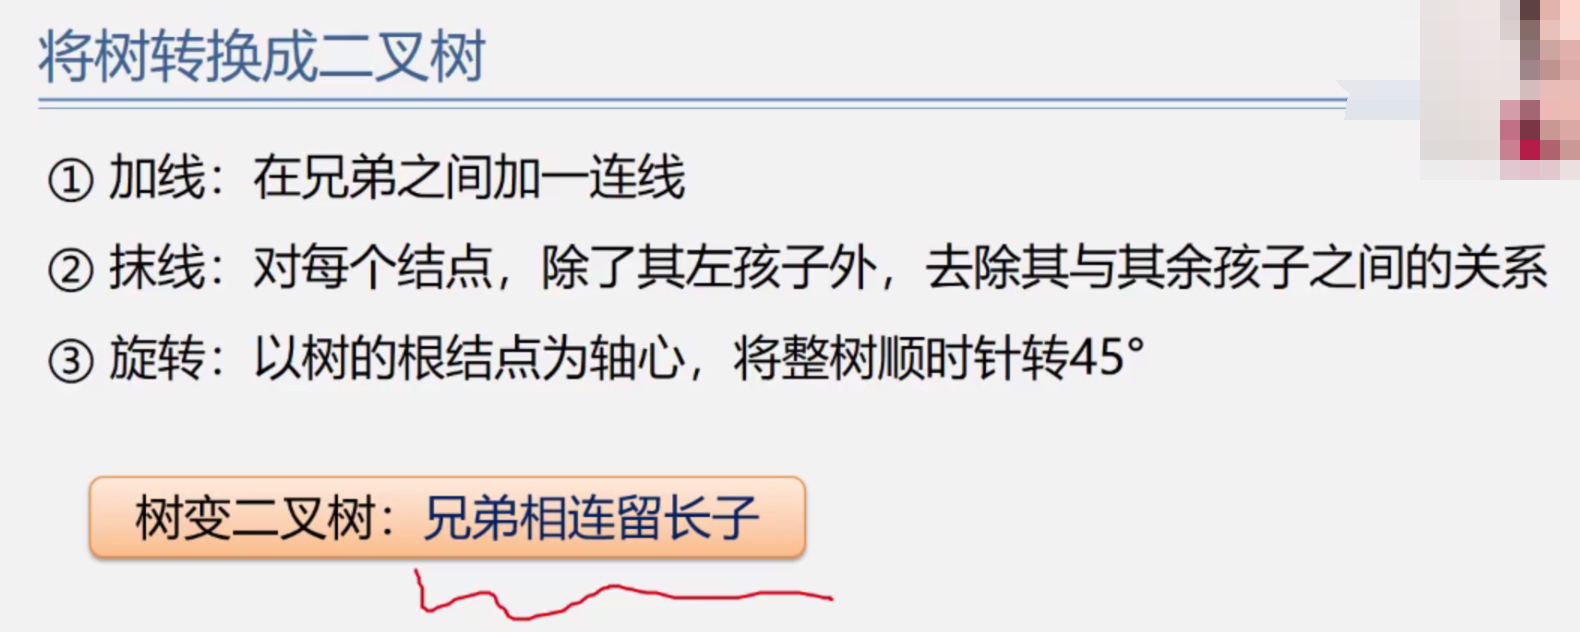 将树转换成二叉树
① 加线：在兄弟之间加一连线
② 抹线：对每个结点，除了其左孩子外，去除其与其余孩子之间的关系
③ 旋转：以树的根结点为轴心，将整树顺时针转45°
树变二叉树：兄弟相连留长子